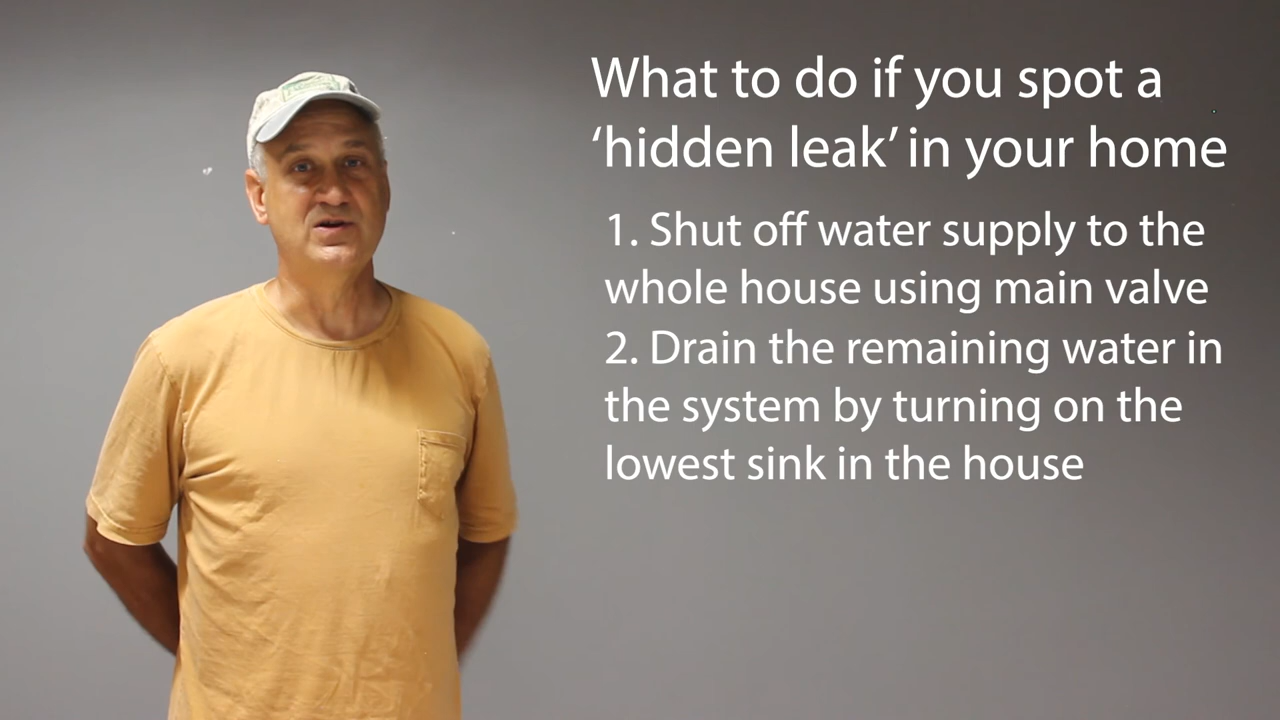 What to do if you spot a
‘hidden leak’ in your home
1. Shut off water supply to the
whole house using main valve
2. Drain the remaining water in
the system by turning on the
lowest sink in the house